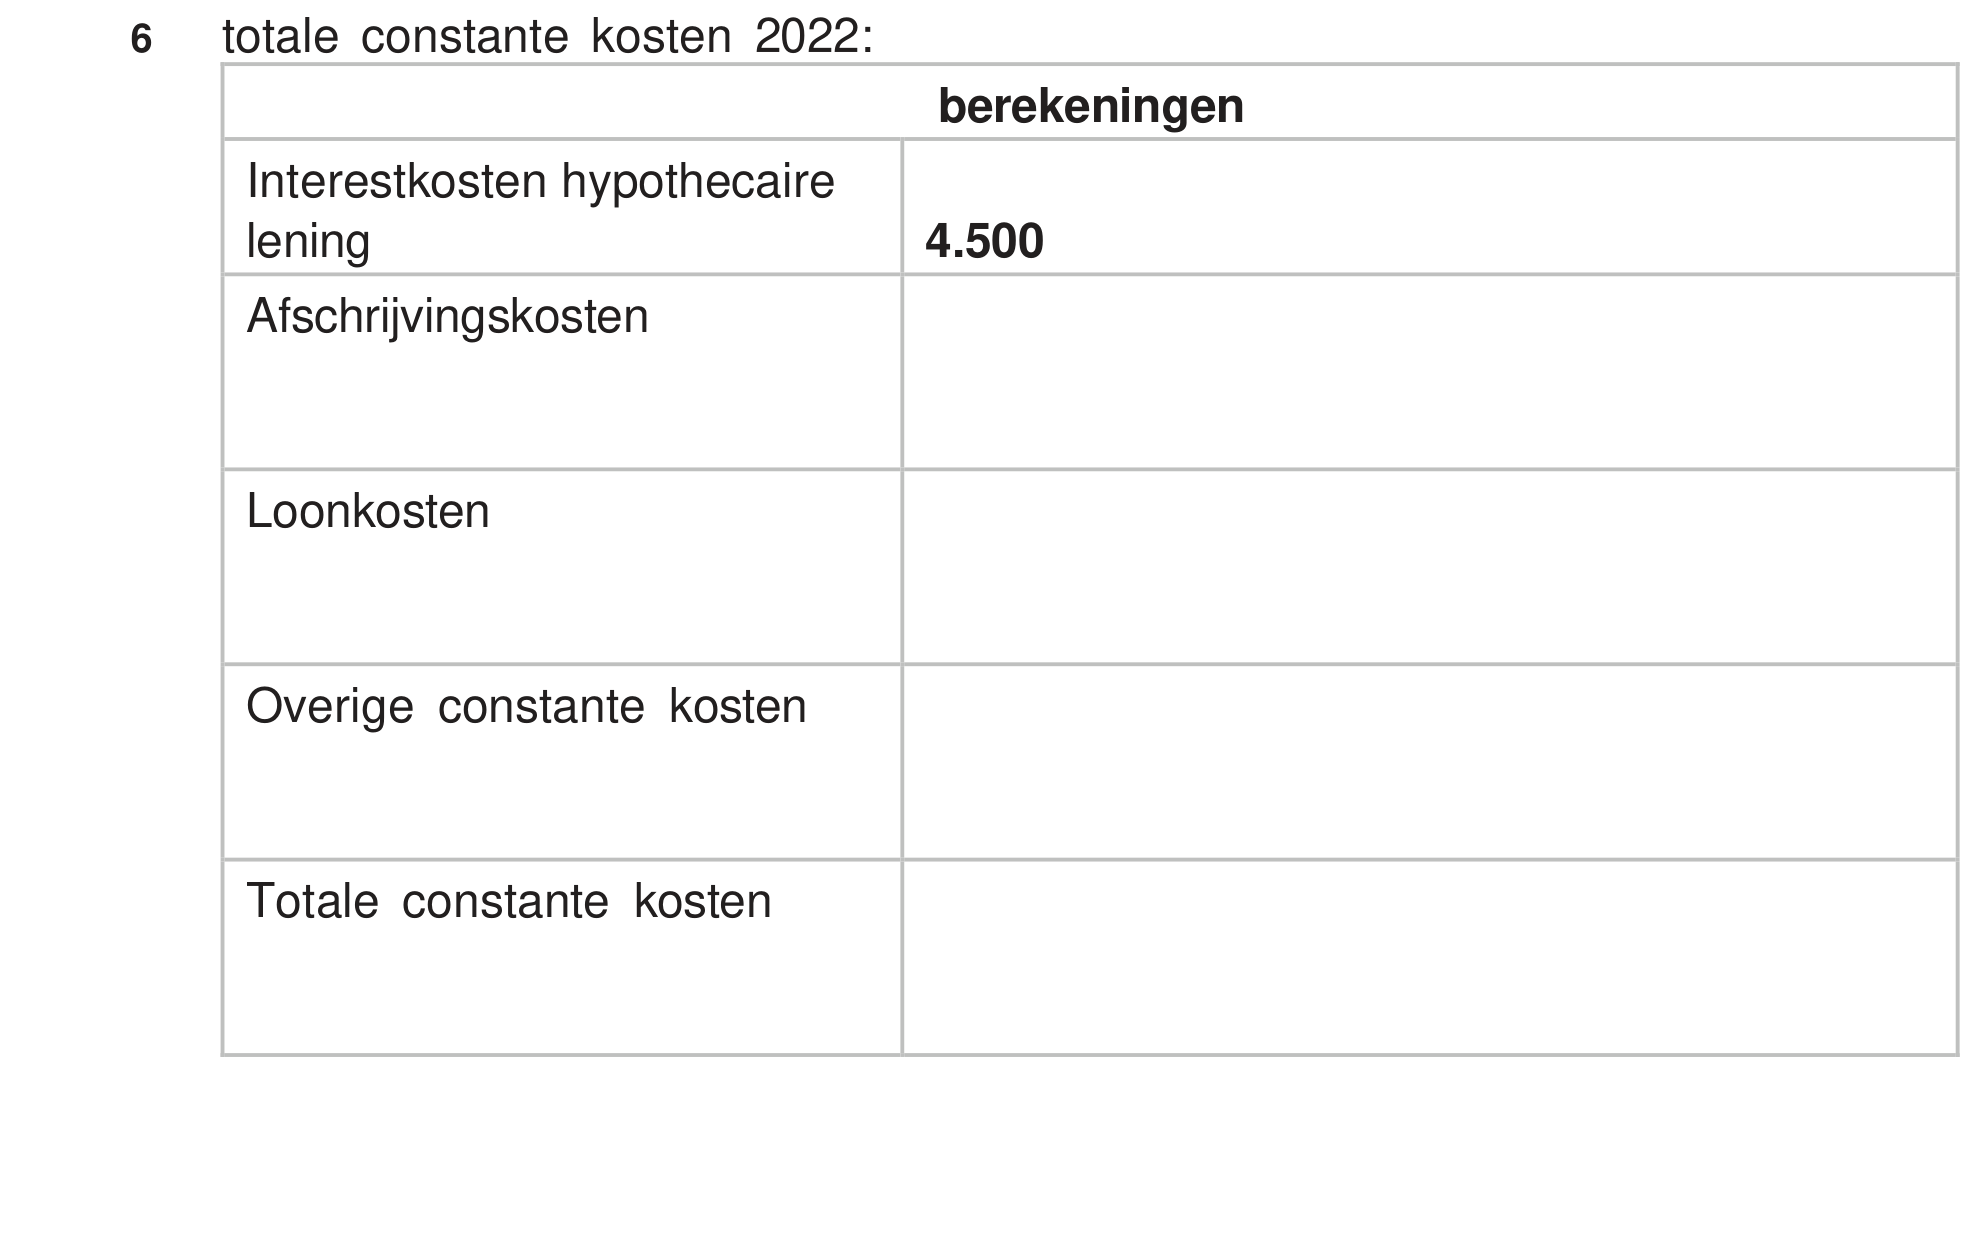 6 totale constante kosten 2022:
berekeningen
Interestkosten hypothecaire
lening
4.500
Afschrijvingskosten
Loonkosten
Overige constante kosten
Totale constante kosten